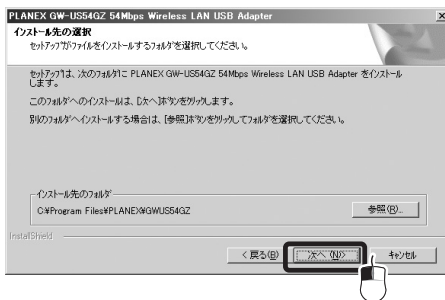 PLANEX GW-US54GZ 54Mbps Wireless LAN USB Adapter
インストール先の選択
セットアップがファイルをインストールするフォルダを選択してください。
セットアップは、次のフォルダに PLANEX GW-US54GZ 54Mbps Wireless LAN USB Adapter をインストール
します。
このフォルダへのインストールは、[次へ]ボタンをクリックします。
別のフォルダへインストールする場合は、[参照]ボタンをクリックしてフォルダを選択してください。
インストール先のフォルダ
C:¥Program Files¥PLANEX¥GWUS54GZ
参照(R)...
InstallShield
< 戻る(B)
次へ (N)>
キャンセル